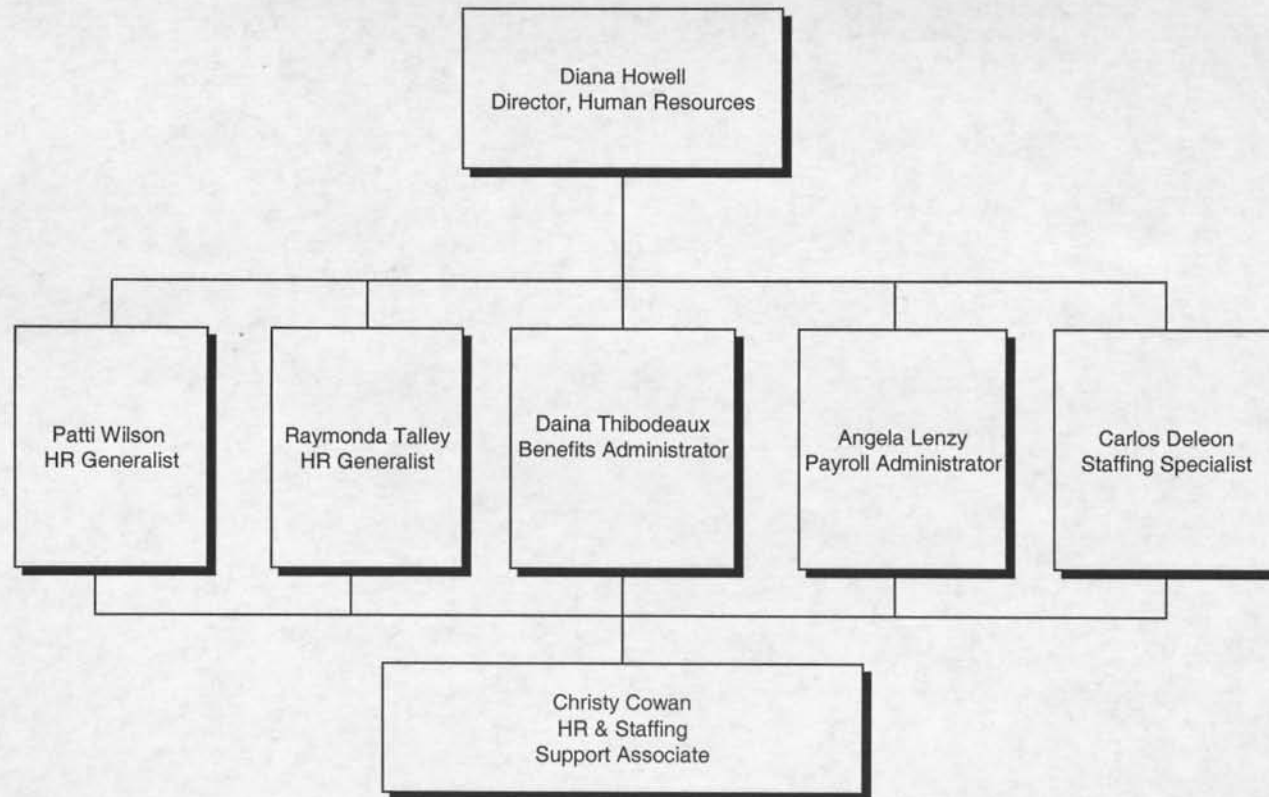 Diana Howell
Director, Human Resources
Patti Wilson
HR Generalist
Raymonda Talley
HR Generalist
Daina Thibodeaux
Benefits Administrator
Angela Lenzy
Payroll Administrator
Carlos Deleon
Staffing Specialist
Christy Cowan
HR & Staffing
Support Associate